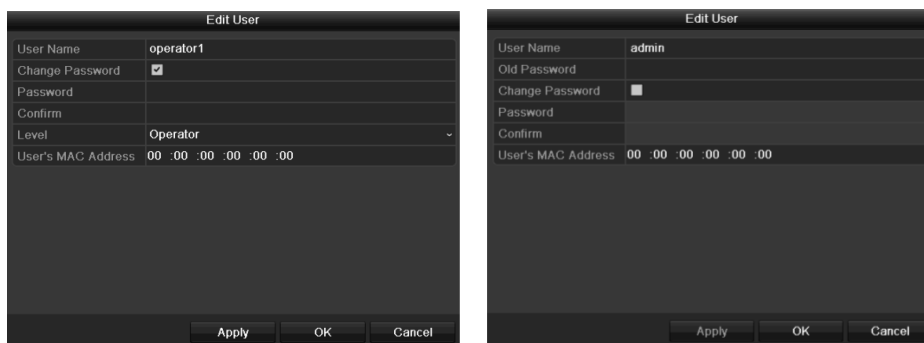 Edit User
User Name operator1
Change Password
Password
Confirm
Level Operator
User's MAC Address 00 :00 :00 :00 :00 :00
Apply OK Cancel
Edit User
User Name admin
Old Password
Change Password
Password
Confirm
User's MAC Address 00 :00 :00 :00 :00 :00
Apply OK Cancel